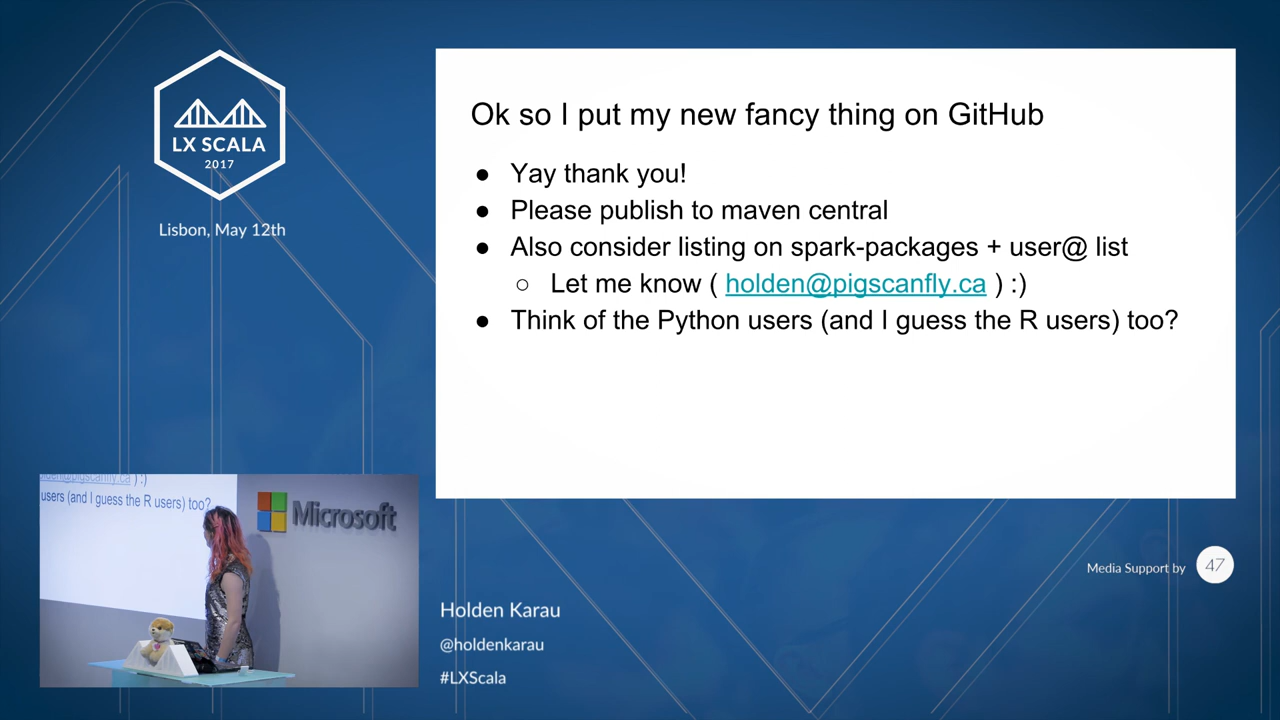 LX SCALA
2017
Lisbon, May 12th
Ok so I put my new fancy thing on GitHub
● Yay thank you!
● Please publish to maven central
● Also consider listing on spark-packages + user@ list
○ Let me know ( holden@pigscanfly.ca ) :)
● Think of the Python users (and I guess the R users) too?
olden@pigscanfly.ca ) :)
users (and I guess the R users) too?
Microsoft
Media Support by 47
Holden Karau
@holdenkarau
#LXScala